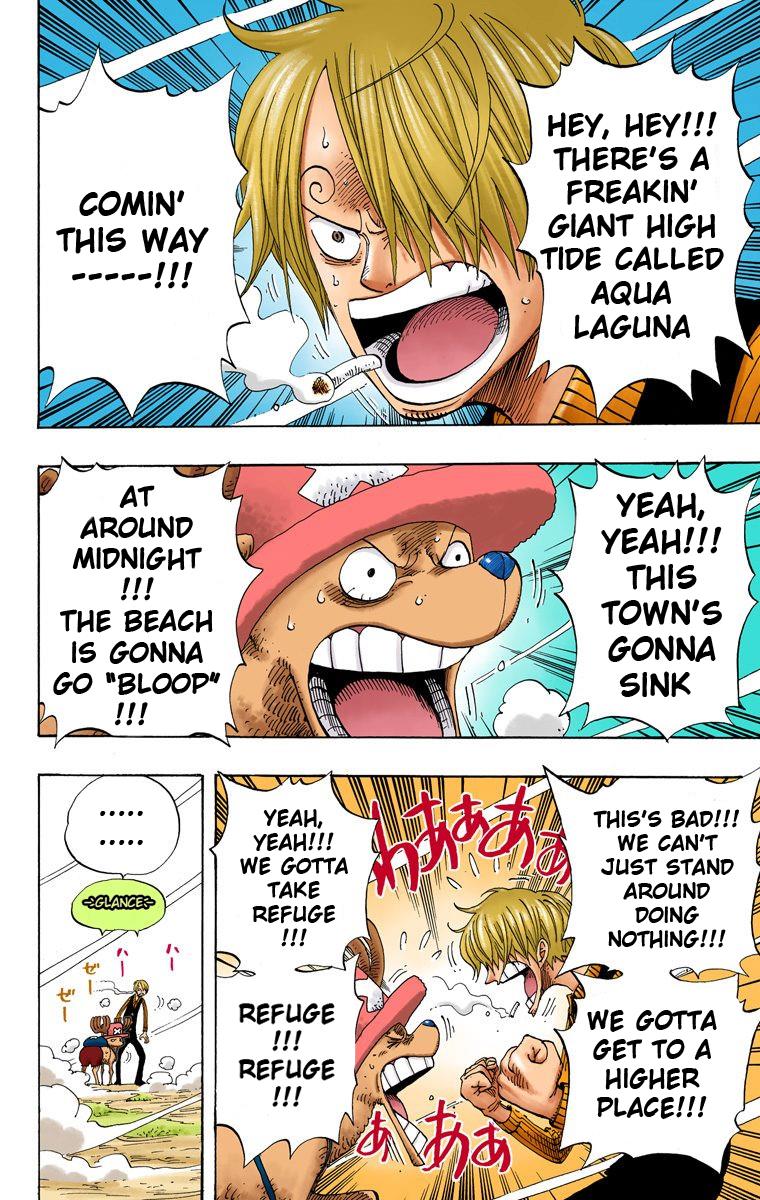 HEY, HEY!!!
THERE'S A
FREAKIN'
GIANT HIGH
TIDE CALLED
AQUA
LAGUNA
COMIN'
THIS WAY
-----!!!
YEAH,
YEAH!!!
THIS
TOWN'S
GONNA
SINK
AT
AROUND
MIDNIGHT
!!!
THE BEACH
IS GONNA
GO "BLOOP"
!!!
THIS'S BAD!!!
WE CAN'T
JUST STAND
AROUND
DOING
NOTHING!!!
WE GOTTA
GET TO A
HIGHER
PLACE!!!
わあぁあぁ
YEAH,
YEAH!!!
WE GOTTA
TAKE
REFUGE
!!!
REFUGE
!!!
REFUGE
!!!
ぁ ああ
.....
.....
->GLANCE<-
ハー
ハー
ゼー
ゼー